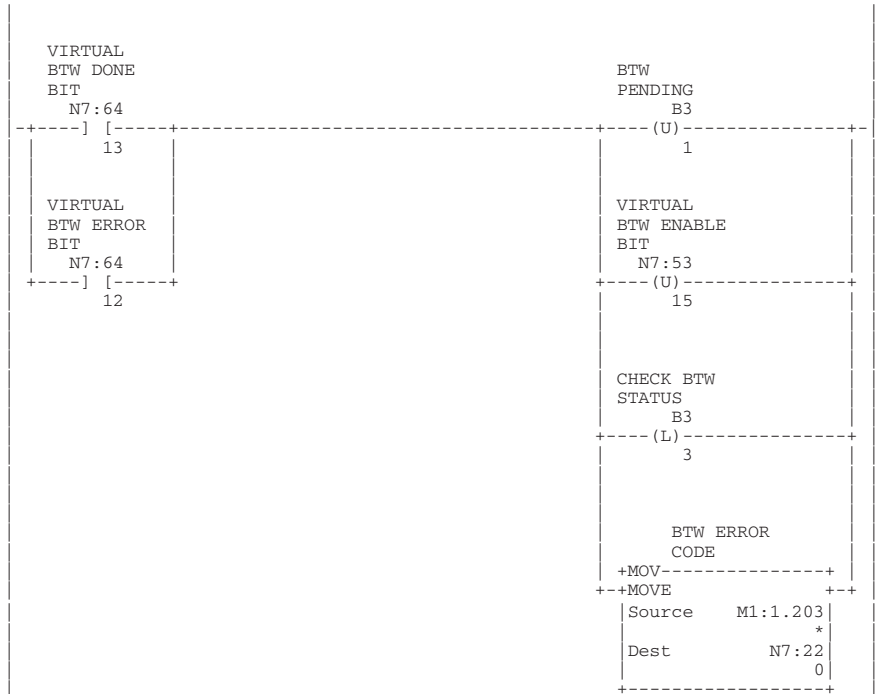 VIRTUAL
BTW DONE BTW
BIT PENDING
N7:64 B3
] [ (U)
13 1
VIRTUAL VIRTUAL
BTW ERROR BTW ENABLE
BIT BIT
N7:64 N7:53
] [ (U)
12 15
CHECK BTW
STATUS
B3
(L)
3
BTW ERROR
CODE
+MOV
+MOVE
Source M1:1.203
*
Dest N7:22
0